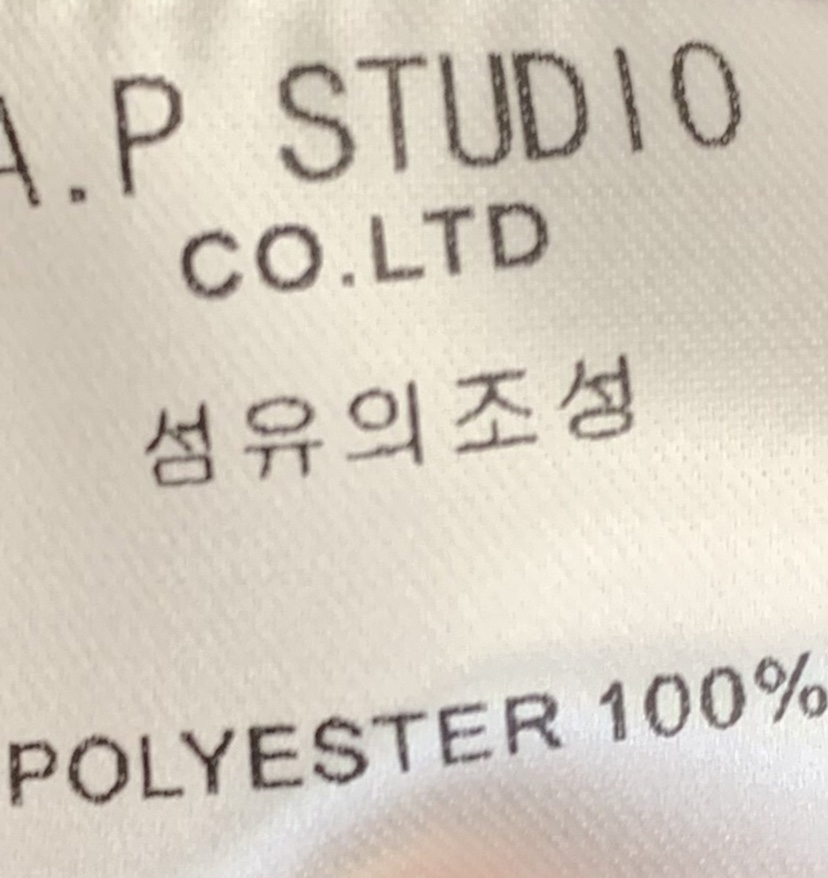 A.P STUDIO
CO.LTD
섬유의조성
POLYESTER 100%